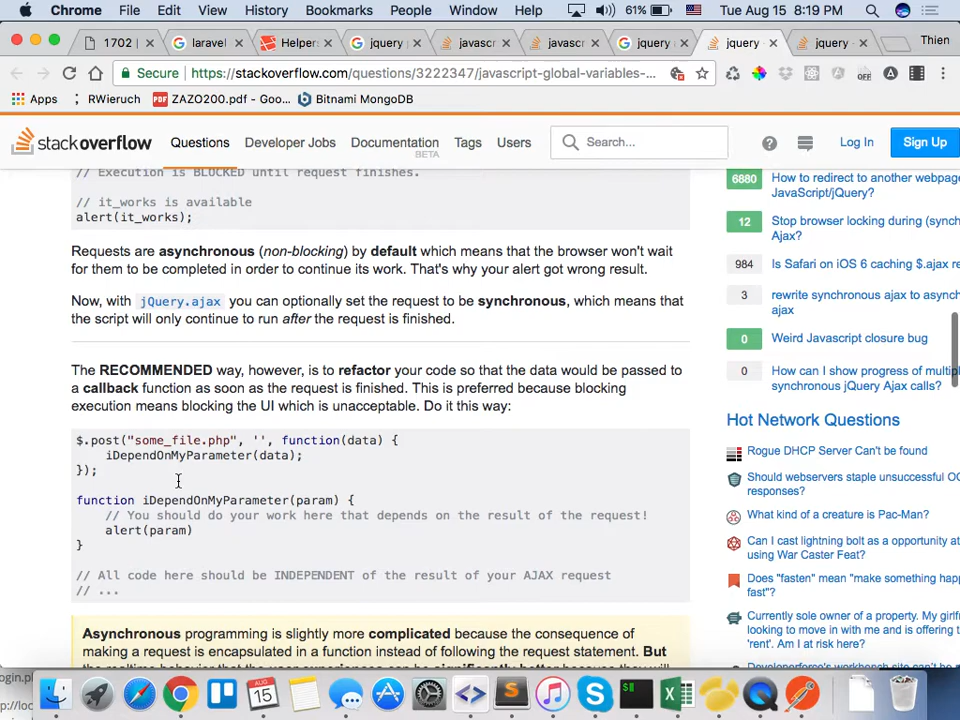 Chrome File Edit View History Bookmarks People Window Help 61% Tue Aug 15 8:19 PM
1702 | laravel Helpers jquery javascr javascr jquery jquery jquery Thien
Secure | https://stackoverflow.com/questions/3222347/javascript-global-variables-... OFF
Apps RWieruch PDF ZAZO200.pdf - Goo... Bitnami MongoDB
stackoverflow Questions Developer Jobs Documentation BETA Tags Users Search... Log In Sign Up
// Execution is BLOCKED until request finishes.
// it_works is available
alert(it_works);
Requests are asynchronous (non-blocking) by default which means that the browser won't wait
for them to be completed in order to continue its work. That's why your alert got wrong result.
Now, with jQuery.ajax you can optionally set the request to be synchronous, which means that
the script will only continue to run after the request is finished.
The RECOMMENDED way, however, is to refactor your code so that the data would be passed to
a callback function as soon as the request is finished. This is preferred because blocking
execution means blocking the UI which is unacceptable. Do it this way:
$.post("some_file.php", '', function(data) {
iDependOnMyParameter(data);
});
function iDependOnMyParameter(param) {
// You should do your work here that depends on the result of the request!
alert(param)
}
// All code here should be INDEPENDENT of the result of your AJAX request
// ...
Asynchronous programming is slightly more complicated because the consequence of
making a request is encapsulated in a function instead of following the request statement. But
6880 How to redirect to another webpage
JavaScript/jQuery?
12 Stop browser locking during (synch
Ajax?
984 Is Safari on iOS 6 caching $.ajax re
3 rewrite synchronous ajax to asynch
ajax
0 Weird Javascript closure bug
0 How can I show progress of multip
synchronous jQuery Ajax calls?
Hot Network Questions
Rogue DHCP Server Can't be found
Should webservers staple unsuccessful OC
responses?
What kind of a creature is Pac-Man?
Can I cast lightning bolt as a opportunity at
using War Caster Feat?
Does "fasten" mean "make something hap
fast"?
Currently sole owner of a property. My girlf
looking to move in with me and is offering t
'rent'. Am I at risk here?
15